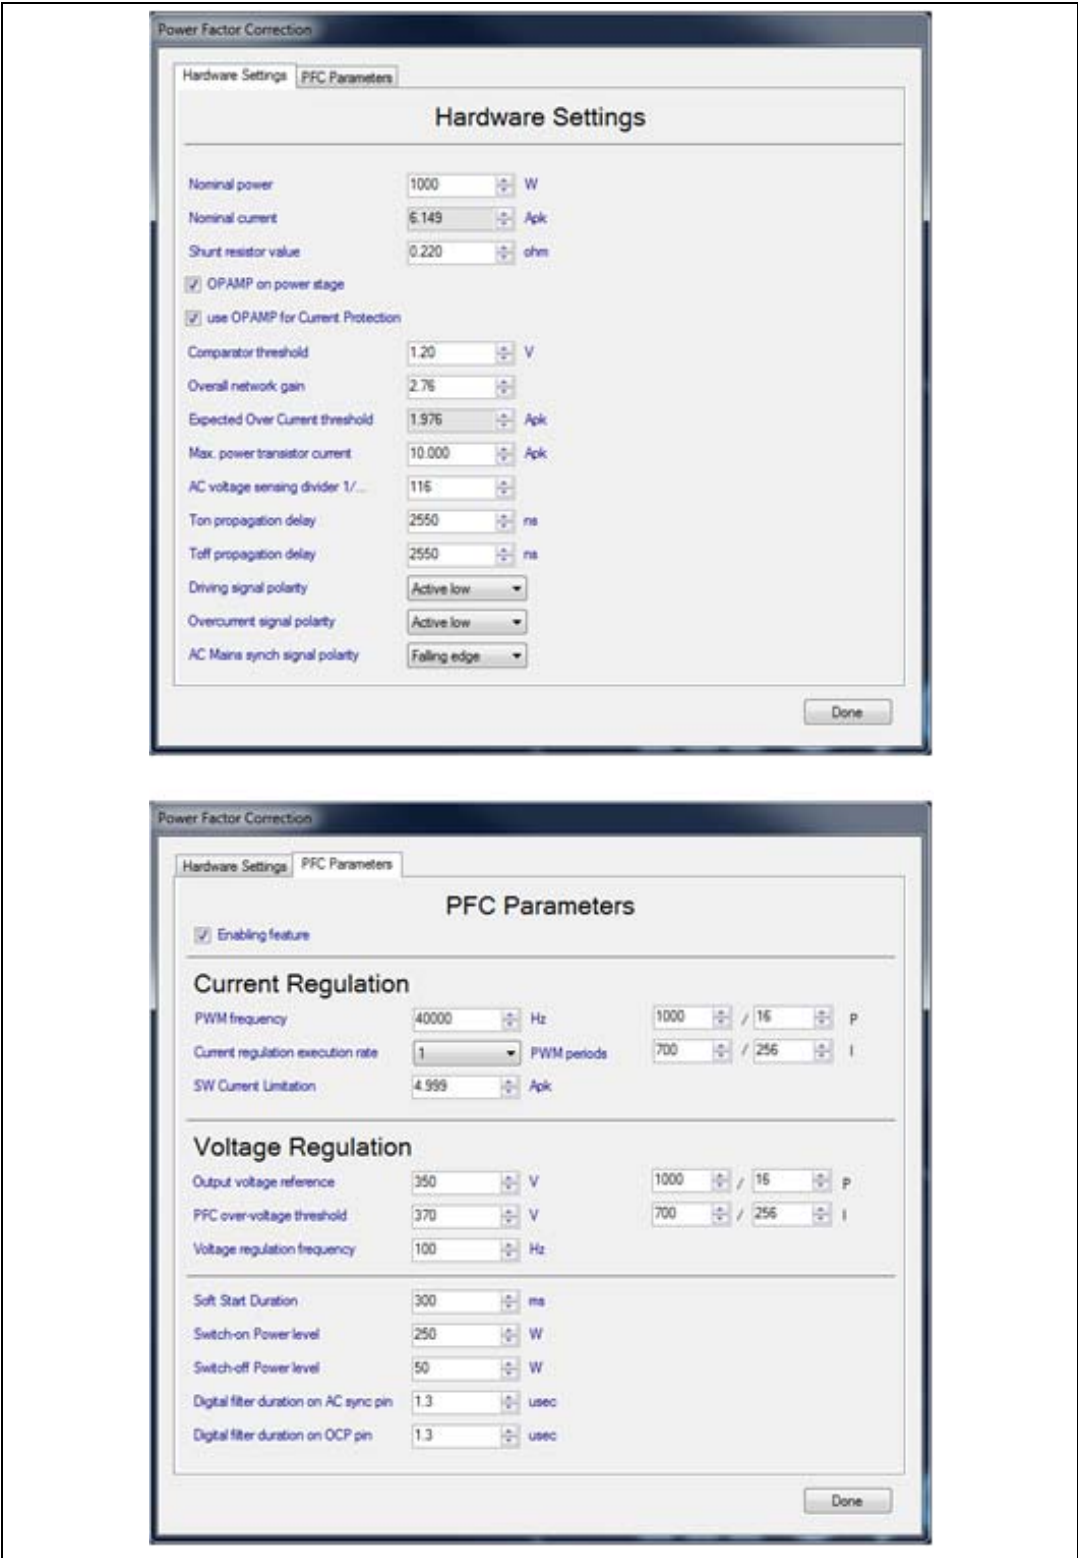 Power Factor Correction
Hardware Settings PFC Parameters
Hardware Settings
Nominal power 1000 W
Nominal current 6.149 Apk
Shunt resistor value 0.220 ohm
OPAMP on power stage
use OPAMP for Current Protection
Comparator threshold 1.20 V
Overall network gain 2.76
Expected Over Current threshold 1.976 Apk
Max. power transistor current 10.000 Apk
AC voltage sensing divider 1/... 116
Ton propagation delay 2550 ns
Toff propagation delay 2550 ns
Driving signal polarity Active low
Overcurrent signal polarity Active low
AC Mains synch signal polarity Falling edge
Done
Power Factor Correction
Hardware Settings PFC Parameters
PFC Parameters
Enabling feature
Current Regulation
PWM frequency 40000 Hz 1000 / 16 P
Current regulation execution rate 1 PWM periods 700 / 256 I
SW Current Limitation 4.999 Apk
Voltage Regulation
Output voltage reference 350 V 1000 / 16 P
PFC over-voltage threshold 370 V 700 / 256 I
Voltage regulation frequency 100 Hz
Soft Start Duration 300 ms
Switch-on Power level 250 W
Switch-off Power level 50 W
Digital filter duration on AC sync pin 1.3 usec
Digital filter duration on OCP pin 1.3 usec
Done